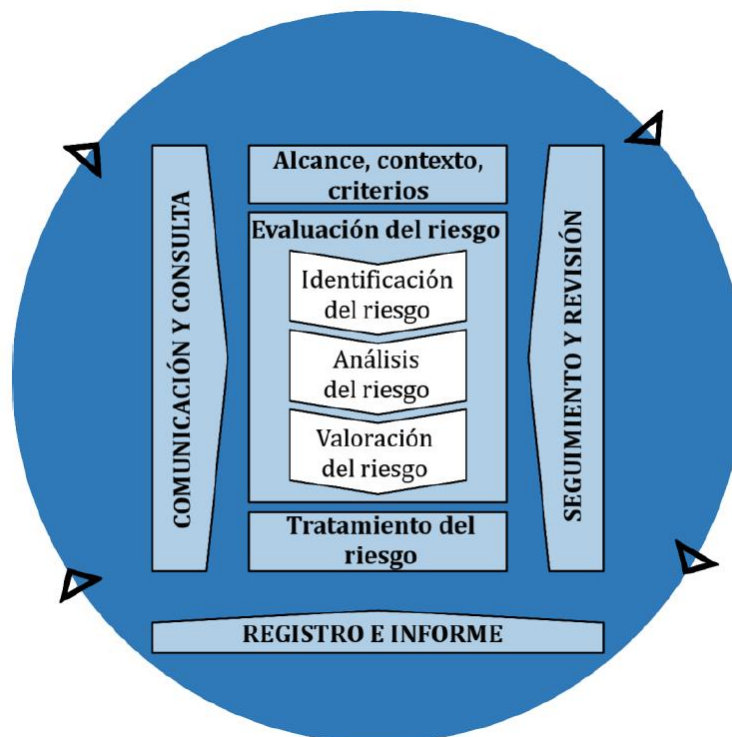 COMUNICACIÓN Y CONSULTA
Alcance, contexto,
criterios
Evaluación del riesgo
Identificación
del riesgo
Análisis
del riesgo
Valoración
del riesgo
Tratamiento del
riesgo
SEGUIMIENTO Y REVISIÓN
REGISTRO E INFORME